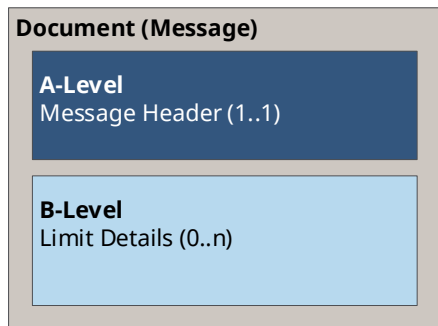 Document (Message)
A-Level
Message Header (1..1)
B-Level
Limit Details (0..n)